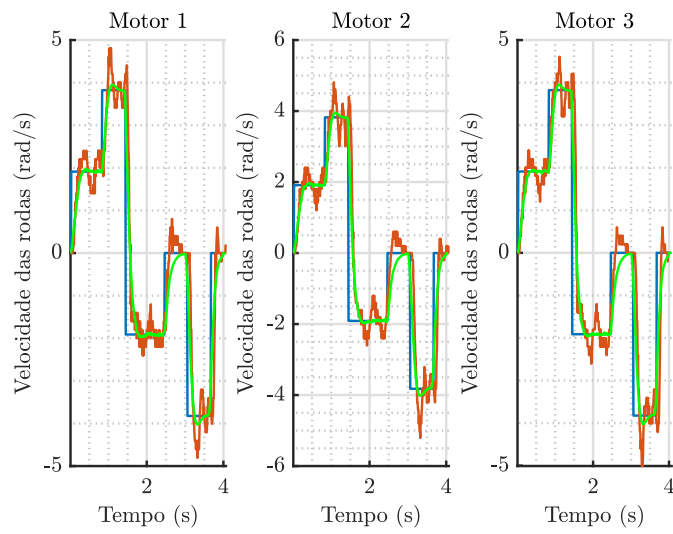 Motor 1
Motor 2
Motor 3
Velocidade das rodas (rad/s)
5
0
-5
2
4
Tempo (s)
Velocidade das rodas (rad/s)
6
4
2
0
-2
-4
-6
2
4
Tempo (s)
Velocidade das rodas (rad/s)
5
0
-5
2
4
Tempo (s)